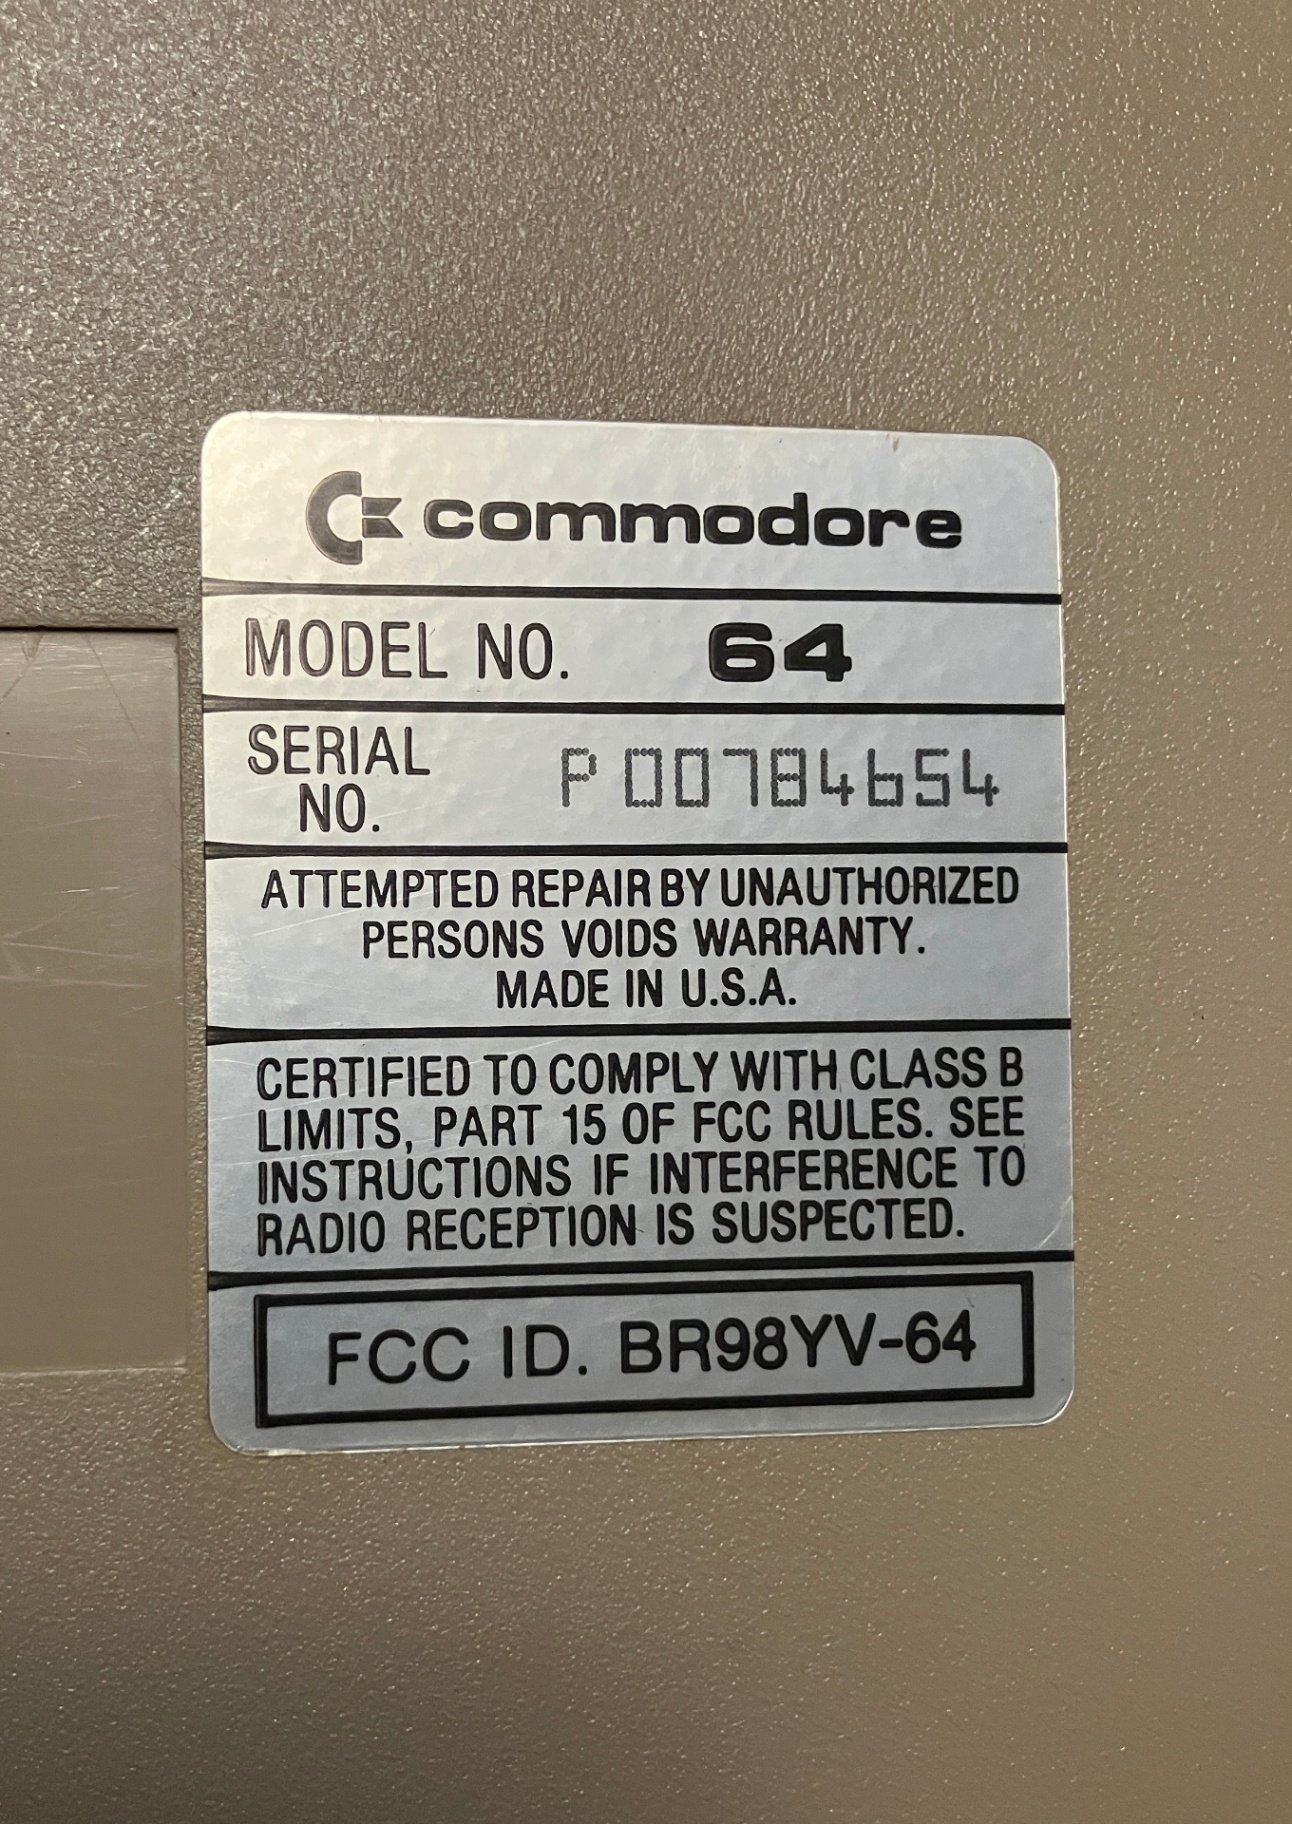 commodore
MODEL NO. 64
SERIAL
NO.
P 00784654
ATTEMPTED REPAIR BY UNAUTHORIZED
PERSONS VOIDS WARRANTY.
MADE IN U.S.A.
CERTIFIED TO COMPLY WITH CLASS B
LIMITS, PART 15 OF FCC RULES. SEE
INSTRUCTIONS IF INTERFERENCE TO
RADIO RECEPTION IS SUSPECTED.
FCC ID. BR98YV-64